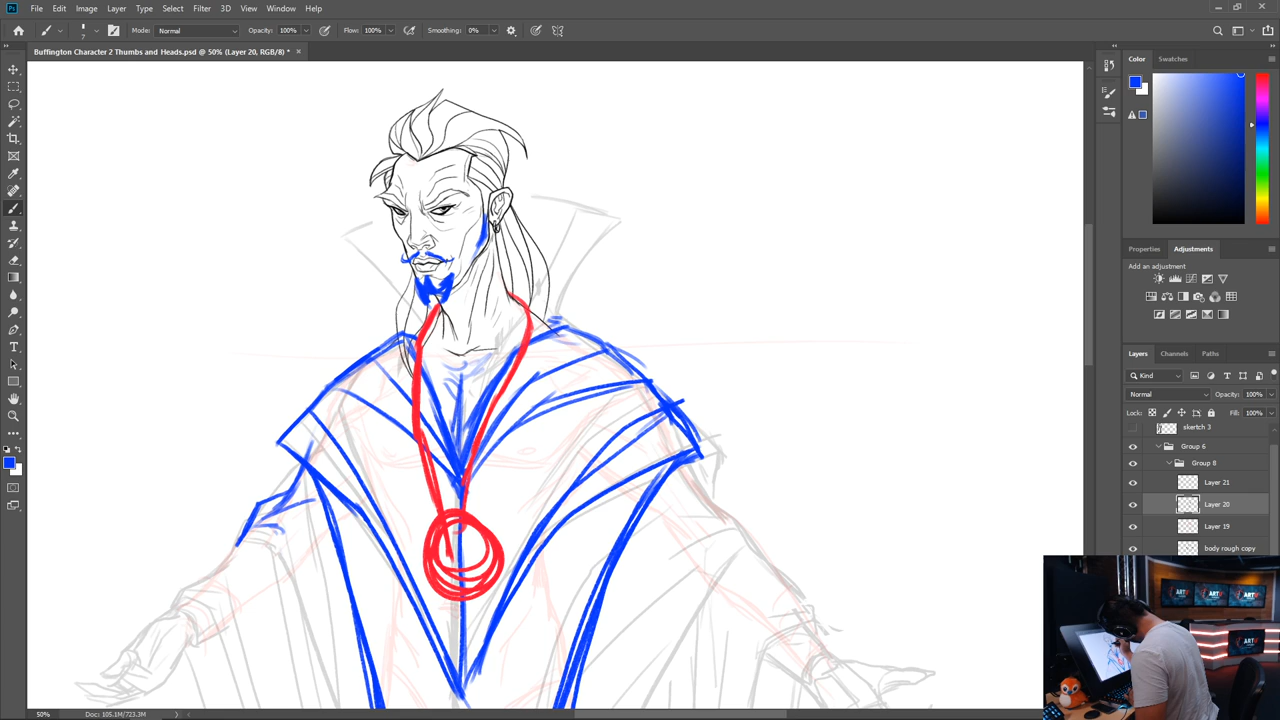 Ps File Edit Image Layer Type Select Filter 3D View Window Help
7 Mode: Normal Opacity: 100% Flow: 100% Smoothing: 0%
Buffington Character 2 Thumbs and Heads.psd @ 50% (Layer 20, RGB/8) *
Color Swatches
Properties Adjustments
Add an adjustment
Layers Channels Paths
Kind
Normal Opacity: 100%
Lock: Fill: 100%
skertch 3
Group 6
Group 8
Layer 21
Layer 20
Layer 19
body rough copy
50% Doc: 105.1M/723.3M